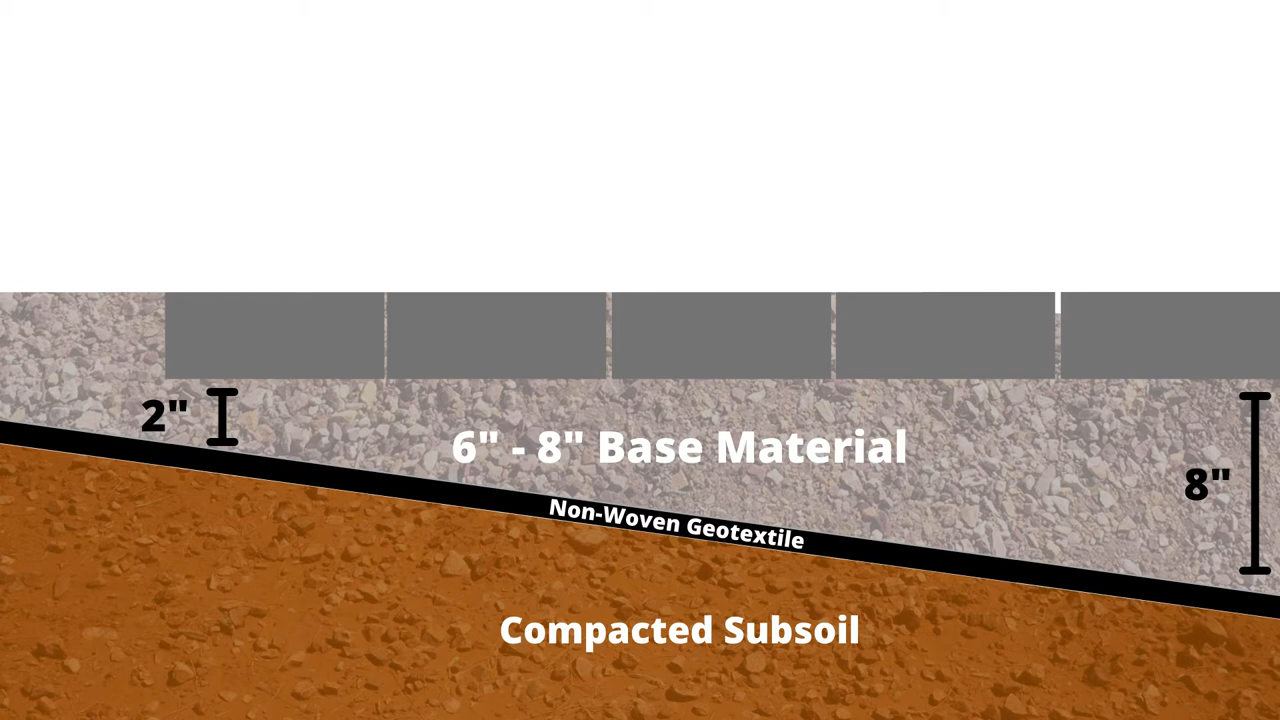 2"
6" - 8" Base Material
8"
Non-Woven Geotextile
Compacted Subsoil